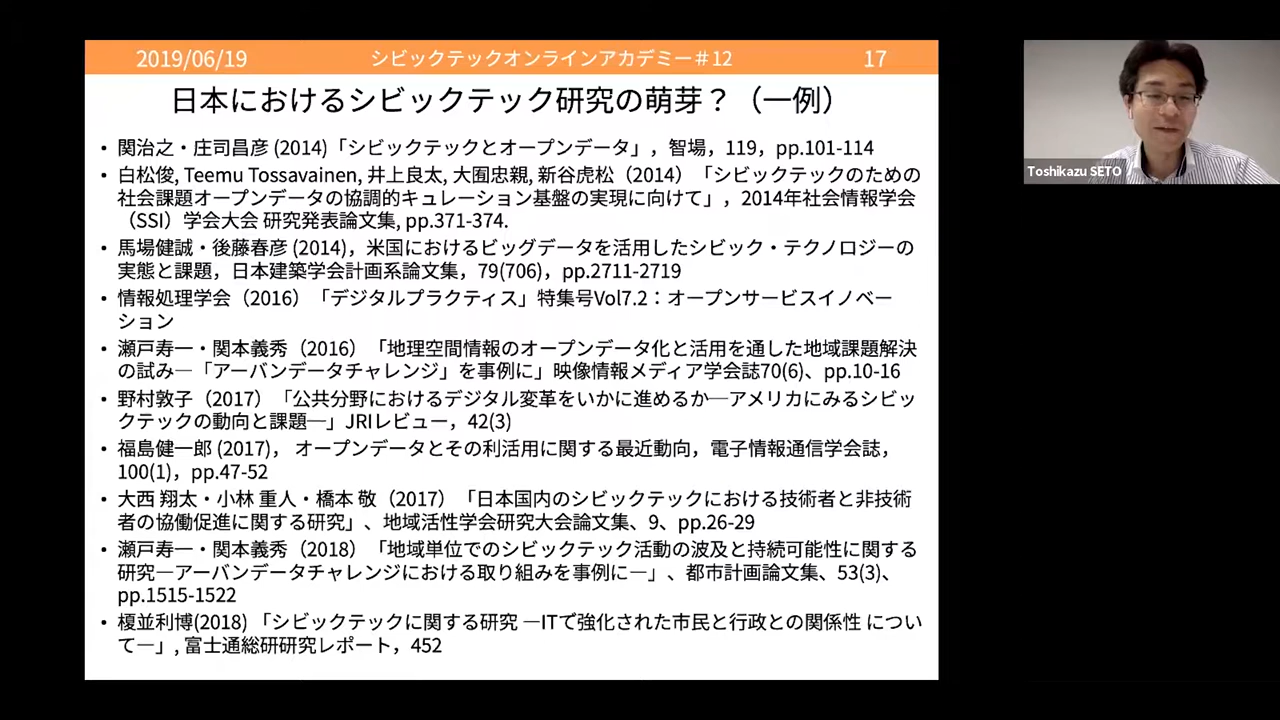 2019/06/19 シビックテックオンラインアカデミー＃12 17
日本におけるシビックテック研究の萌芽？（一例）
• 関治之・庄司昌彦 (2014)「シビックテックとオープンデータ」，智場，119，pp.101-114
• 白松俊, Teemu Tossavainen, 井上良太, 大囿忠親, 新谷虎松（2014）「シビックテックのための
社会課題オープンデータの協調的キュレーション基盤の実現に向けて」，2014年社会情報学会
（SSI）学会大会 研究発表論文集, pp.371-374.
• 馬場健誠・後藤春彦 (2014)，米国におけるビッグデータを活用したシビック・テクノロジーの
実態と課題，日本建築学会計画系論文集，79(706)，pp.2711-2719
• 情報処理学会（2016）「デジタルプラクティス」特集号Vol7.2：オープンサービスイノベー
ション
• 瀬戸寿一・関本義秀（2016）「地理空間情報のオープンデータ化と活用を通した地域課題解決
の試み―「アーバンデータチャレンジ」を事例に」映像情報メディア学会誌70(6)、pp.10-16
• 野村敦子（2017）「公共分野におけるデジタル変革をいかに進めるか─アメリカにみるシビッ
クテックの動向と課題─」JRIレビュー，42(3)
• 福島健一郎 (2017)， オープンデータとその利活用に関する最近動向，電子情報通信学会誌，
100(1)，pp.47-52
• 大西 翔太・小林 重人・橋本 敬（2017）「日本国内のシビックテックにおける技術者と非技術
者の協働促進に関する研究」、地域活性学会研究大会論文集、9、pp.26-29
• 瀬戸寿一・関本義秀（2018）「地域単位でのシビックテック活動の波及と持続可能性に関する
研究―アーバンデータチャレンジにおける取り組みを事例に―」、都市計画論文集、53(3)、
pp.1515-1522
• 榎並利博(2018) 「シビックテックに関する研究 ―ITで強化された市民と行政との関係性 につい
て―」, 富士通総研研究レポート，452
Toshikazu SETO